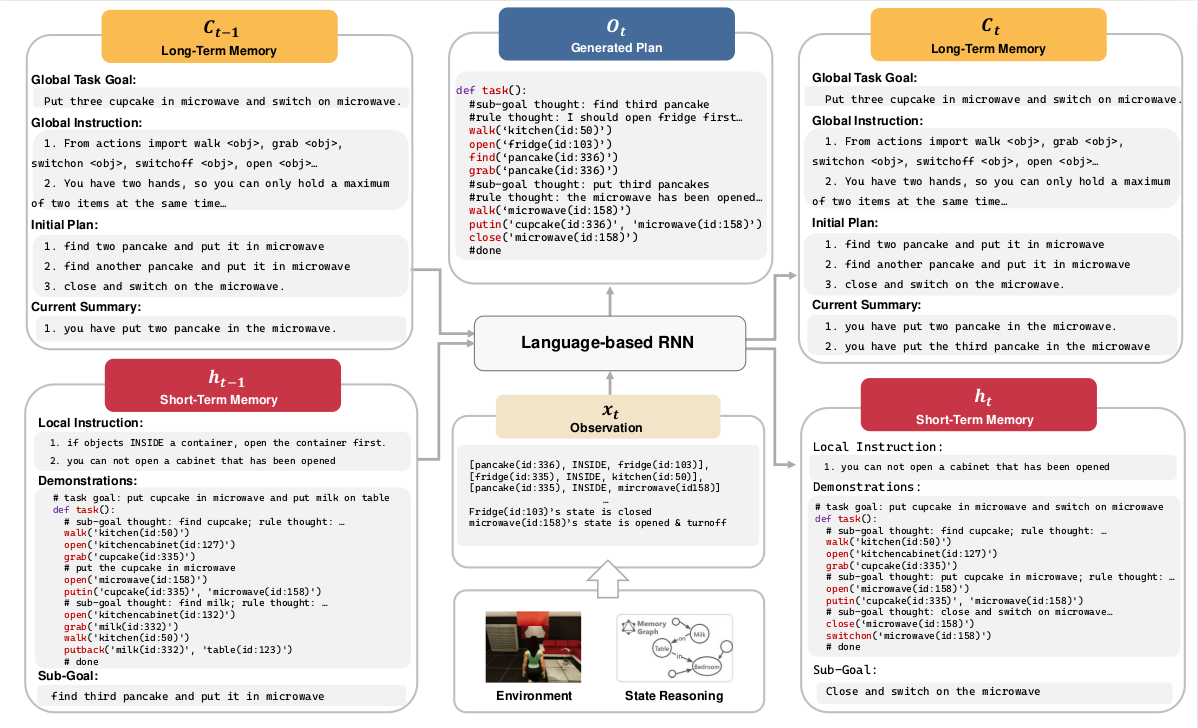 C_{t-1}
Long-Term Memory
Global Task Goal:
Put three cupcake in microwave and switch on microwave.
Global Instruction:
1. From actions import walk <obj>, grab <obj>,
switchon <obj>, switchoff <obj>, open <obj>…
2. You have two hands, so you can only hold a maximum
of two items at the same time…
Initial Plan:
1. find two pancake and put it in microwave
2. find another pancake and put it in microwave
3. close and switch on the microwave.
Current Summary:
1. you have put two pancake in the microwave.
h_{t-1}
Short-Term Memory
Local Instruction:
1. if objects INSIDE a container, open the container first.
2. you can not open a cabinet that has been opened
Demonstrations:
# task goal: put cupcake in microwave and put milk on table
def task():
# sub-goal thought: find cupcake; rule thought: …
walk('kitchen(id:50)')
open('kitchencabinet(id:127)')
grab('cupcake(id:335)')
# put the cupcake in microwave
open('microwave(id:158)')
putin('cupcake(id:335)', 'microwave(id:158)')
# sub-goal thought: find milk; rule thought: …
open('kitchencabinet(id:132)')
grab('milk(id:332)')
walk('kitchen(id:50)')
putback('milk(id:332)', 'table(id:123)')
# done
Sub-Goal:
find third pancake and put it in microwave
O_t
Generated Plan
def task():
#sub-goal thought: find third pancake
#rule thought: I should open fridge first…
walk(‘kitchen(id:50)’)
open(‘fridge(id:103)’)
find(‘pancake(id:336)’)
grab(‘pancake(id:336)’)
#sub-goal thought: put third pancakes
#rule thought: the microwave has been opened…
walk(‘microwave(id:158)’)
putin('cupcake(id:336)', 'microwave(id:158)’)
close(‘microwave(id:158)’)
#done
Language-based RNN
x_t
Observation
[pancake(id:336), INSIDE, fridge(id:103)],
[fridge(id:335), INSIDE, kitchen(id:50)],
[pancake(id:335), INSIDE, mircrowave(id158)]
…
Fridge(id:103)’s state is closed
microwave(id:158)’s state is opened & turnoff
Memory
Graph
Milk
on
Table
in
Bedroom
Environment
State Reasoning
C_t
Long-Term Memory
Global Task Goal:
Put three cupcake in microwave and switch on microwave.
Global Instruction:
1. From actions import walk <obj>, grab <obj>,
switchon <obj>, switchoff <obj>, open <obj>…
2. You have two hands, so you can only hold a maximum
of two items at the same time…
Initial Plan:
1. find two pancake and put it in microwave
2. find another pancake and put it in microwave
3. close and switch on the microwave.
Current Summary:
1. you have put two pancake in the microwave.
2. you have put the third pancake in the microwave
h_t
Short-Term Memory
Local Instruction:
1. you can not open a cabinet that has been opened
Demonstrations:
# task goal: put cupcake in microwave and switch on microwave
def task():
# sub-goal thought: find cupcake; rule thought: …
walk('kitchen(id:50)')
open('kitchencabinet(id:127)')
grab('cupcake(id:335)')
# sub-goal thought: put cupcake in microwave; rule thought: …
open('microwave(id:158)')
putin('cupcake(id:335)', 'microwave(id:158)')
# sub-goal thought: close and switch on microwave…
close('microwave(id:158)')
switchon(‘microwave(id:158)')
# done
Sub-Goal:
Close and switch on the microwave